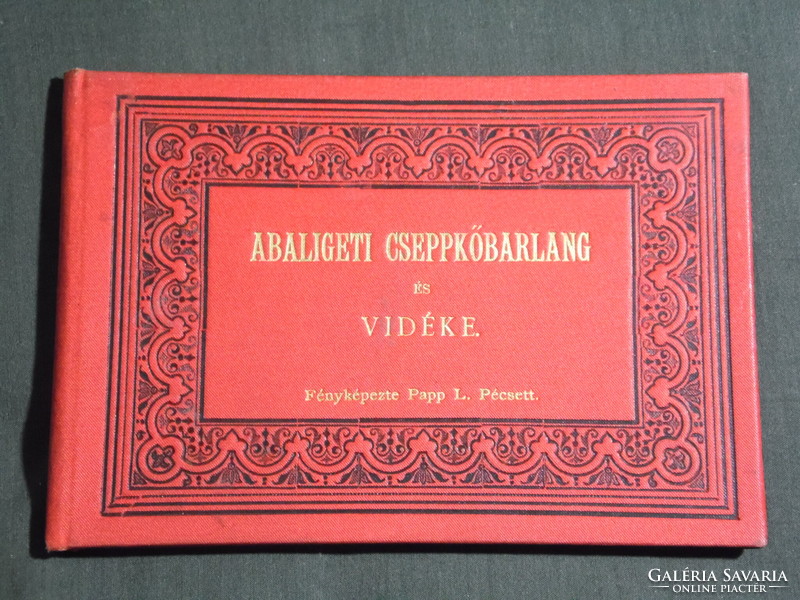 ABALIGETI CSEPPKŐBARLANG
ÉS
VIDÉKE.
Fényképezte Papp L. Pécsett.
GALÉRIA SAVARIA
ONLINE PIACTÉR